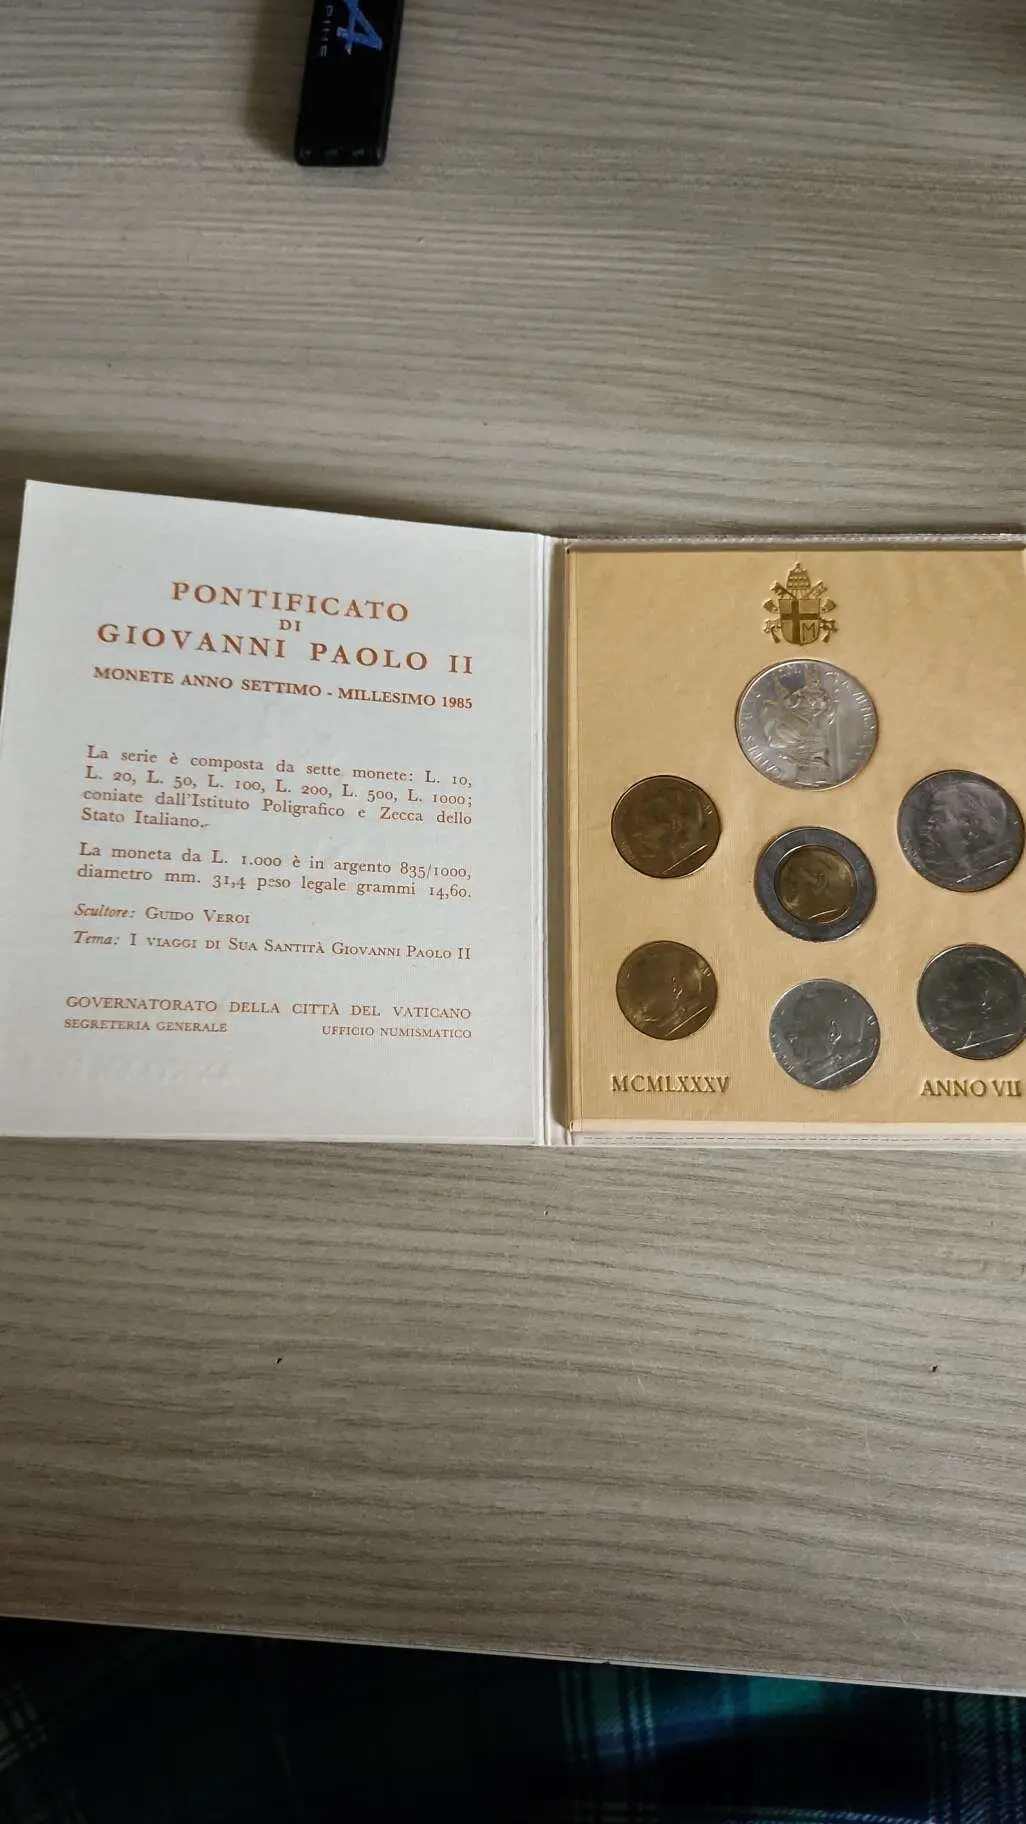 PONTIFICATO
DI
GIOVANNI PAOLO II
MONETE ANNO SETTIMO - MILLESIMO 1985
La serie è composta da sette monete: L. 10,
L. 20, L. 50, L. 100, L. 200, L. 500, L. 1000;
coniate dall'Istituto Poligrafico e Zecca dello
Stato Italiano.-
La moneta da L. 1.000 è in argento 835/1000,
diametro mm. 31,4 peso legale grammi 14,60.
Scultore: GUIDO VEROI
Tema: I VIAGGI DI SUA SANTITÀ GIOVANNI PAOLO II
GOVERNATORATO DELLA CITTÀ DEL VATICANO
SEGRETERIA GENERALE UFFICIO NUMISMATICO
M
MCMLXXXV ANNO VII